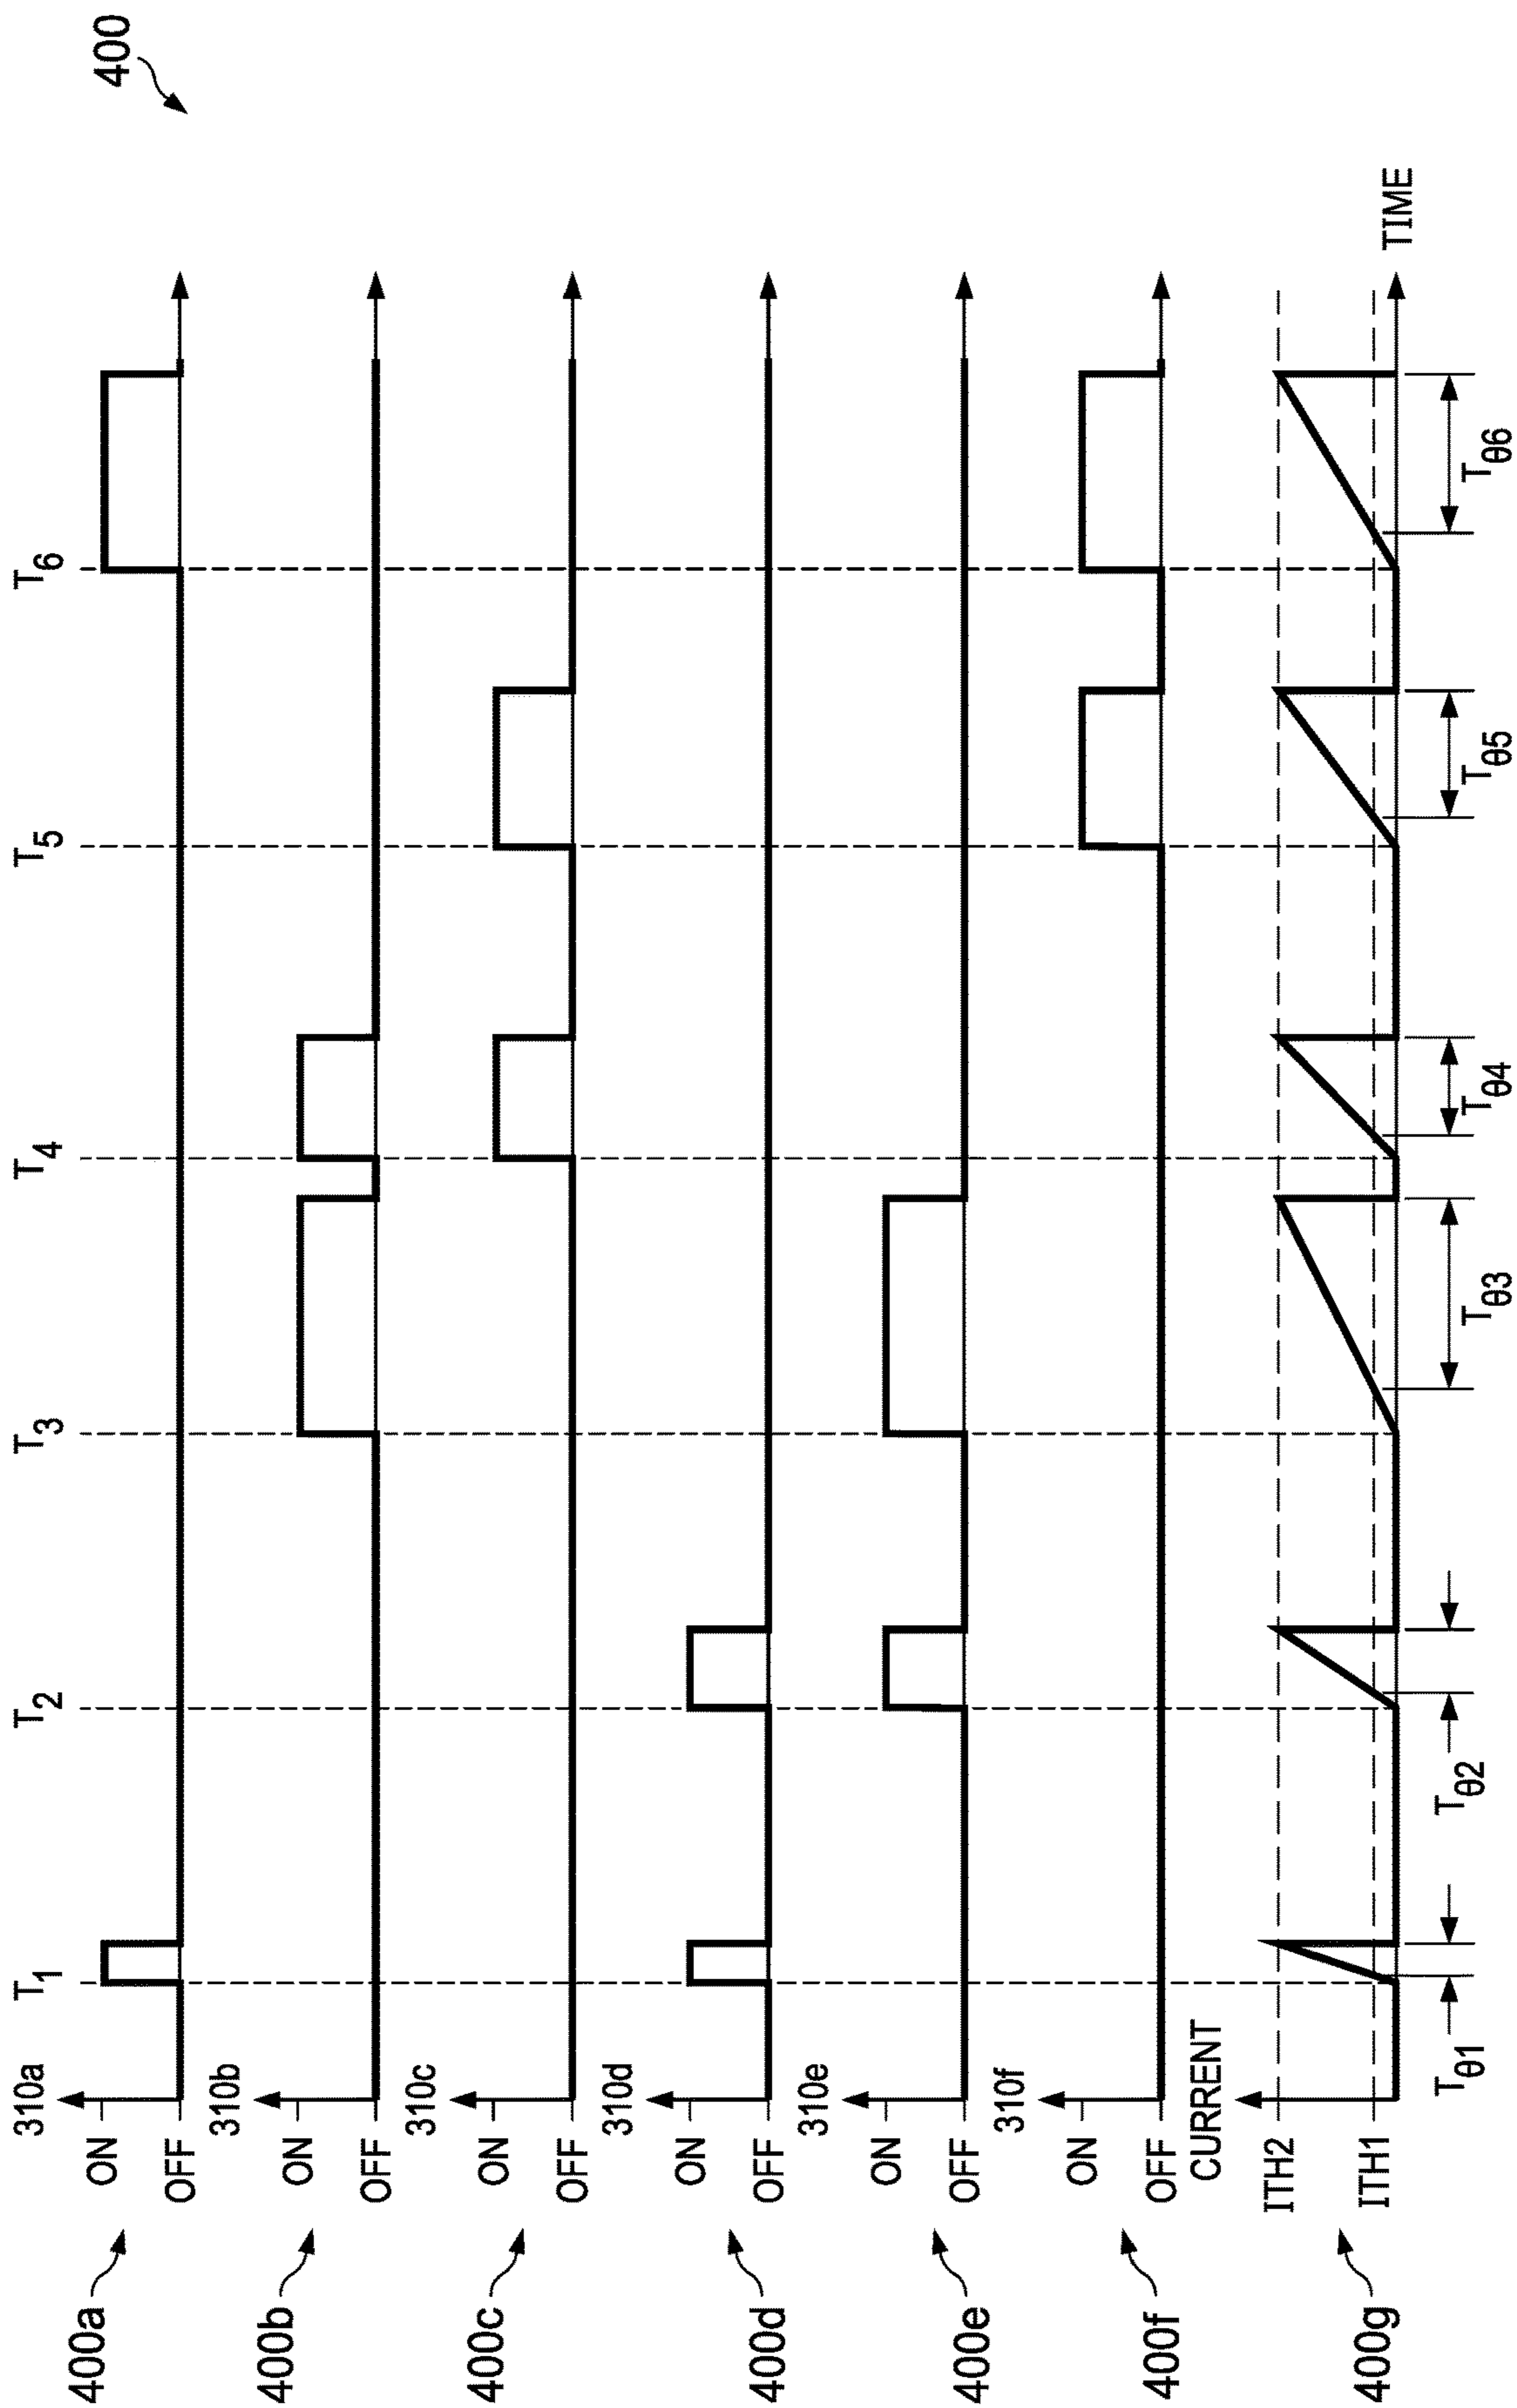 400
T1 T2 T3 T4 T5 T6
400a
310a
ON
OFF
400b
310b
ON
OFF
400c
310c
ON
OFF
400d
310d
ON
OFF
400e
310e
ON
OFF
400f
310f
ON
OFF
400g
CURRENT
ITH2
ITH1
TIME
Tθ1 Tθ2 Tθ3 Tθ4 Tθ5 Tθ6